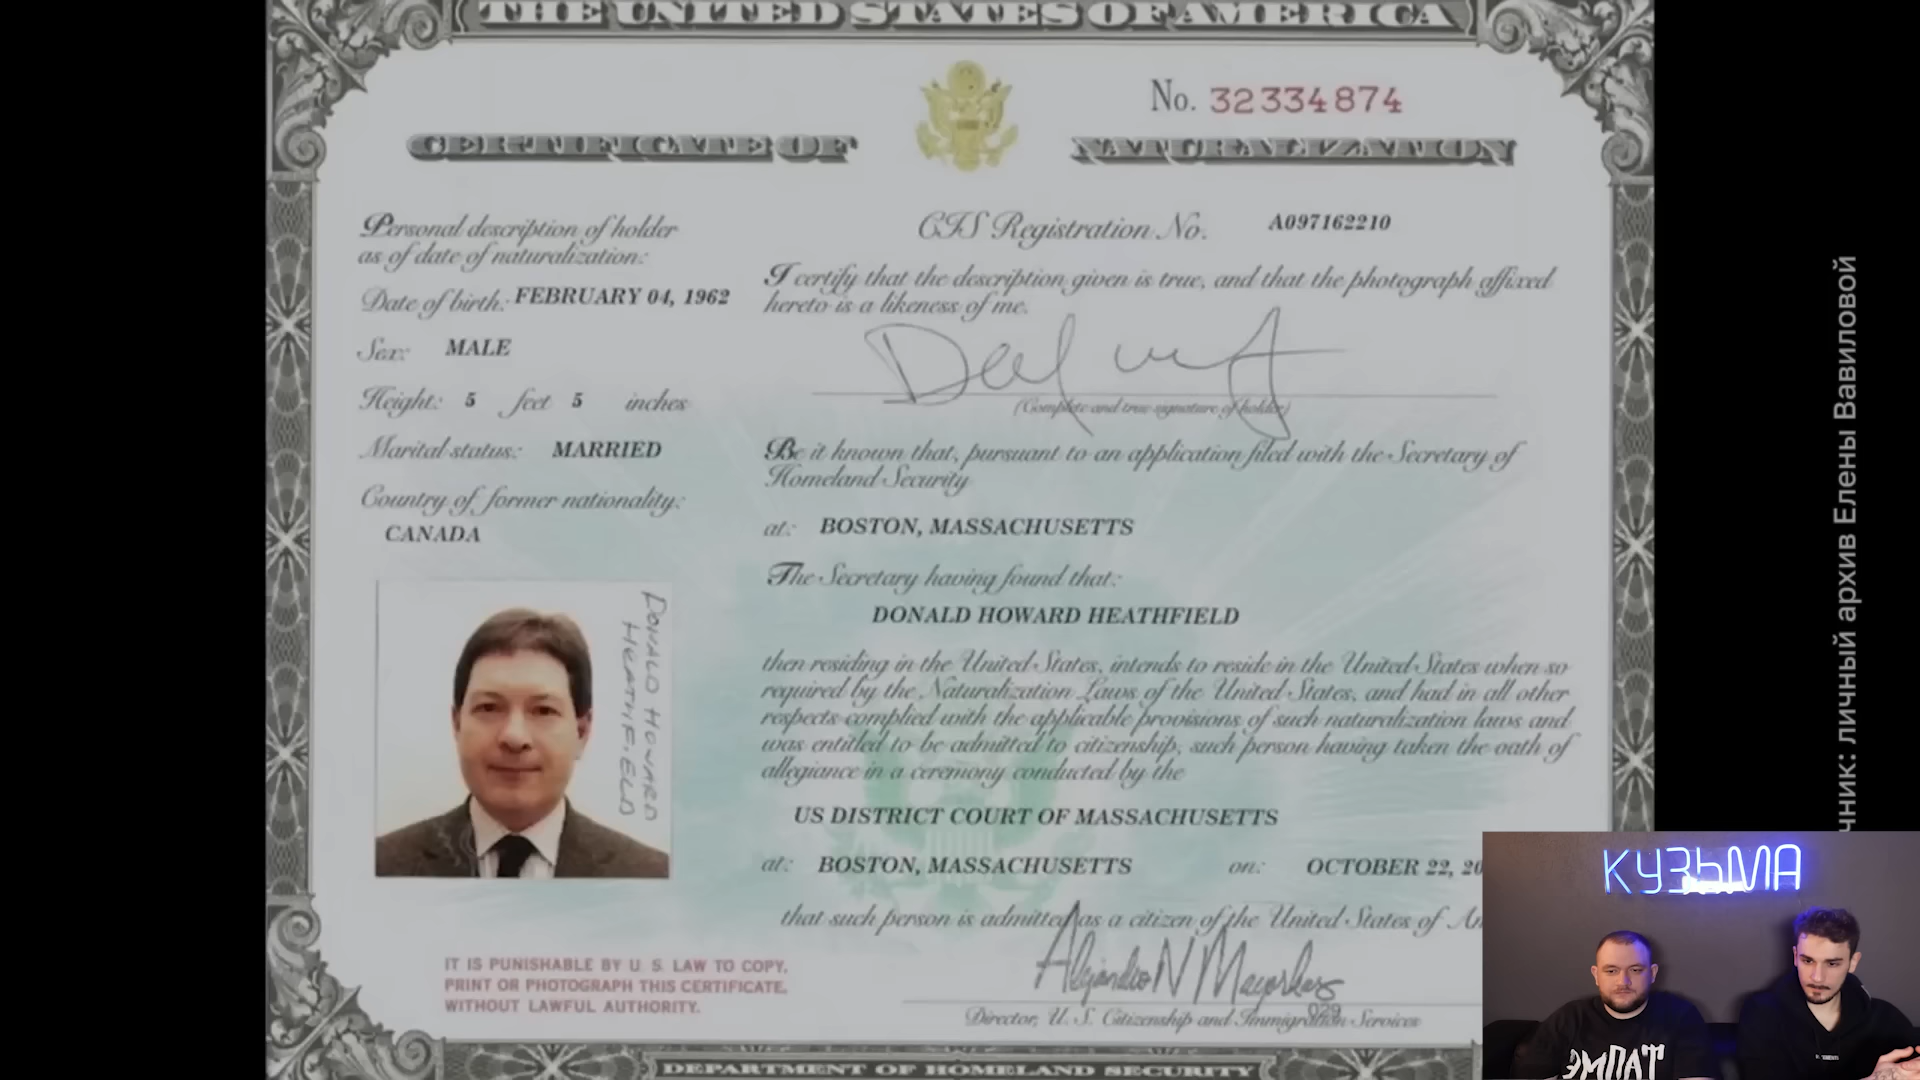 THE UNITED STATES OF AMERICA
No. 32334874
CERTIFICATE OF NATURALIZATION
Personal description of holder
as of date of naturalization:
Date of birth: FEBRUARY 04, 1962
Sex: MALE
Height: 5 feet 5 inches
Marital status: MARRIED
Country of former nationality:
CANADA
DONALD HOWARD
HEATHFIELD
IT IS PUNISHABLE BY U. S. LAW TO COPY,
PRINT OR PHOTOGRAPH THIS CERTIFICATE,
WITHOUT LAWFUL AUTHORITY.
CIS Registration No. A097162210
I certify that the description given is true, and that the photograph affixed
hereto is a likeness of me.
(Complete and true signature of holder)
Be it known that, pursuant to an application filed with the Secretary of
Homeland Security
at: BOSTON, MASSACHUSETTS
The Secretary having found that:
DONALD HOWARD HEATHFIELD
then residing in the United States, intends to reside in the United States when so
required by the Naturalization Laws of the United States, and had in all other
respects complied with the applicable provisions of such naturalization laws and
was entitled to be admitted to citizenship, such person having taken the oath of
allegiance in a ceremony conducted by the
US DISTRICT COURT OF MASSACHUSETTS
at: BOSTON, MASSACHUSETTS on: OCTOBER 22, 20
that such person is admitted as a citizen of the United States of Am
Alejandro N Mayorkas
029
Director, U. S. Citizenship and Immigration Services
DEPARTMENT OF HOMELAND SECURITY
чник: личный архив Елены Вавиловой
КУЗЬМА
ЭМПАТ